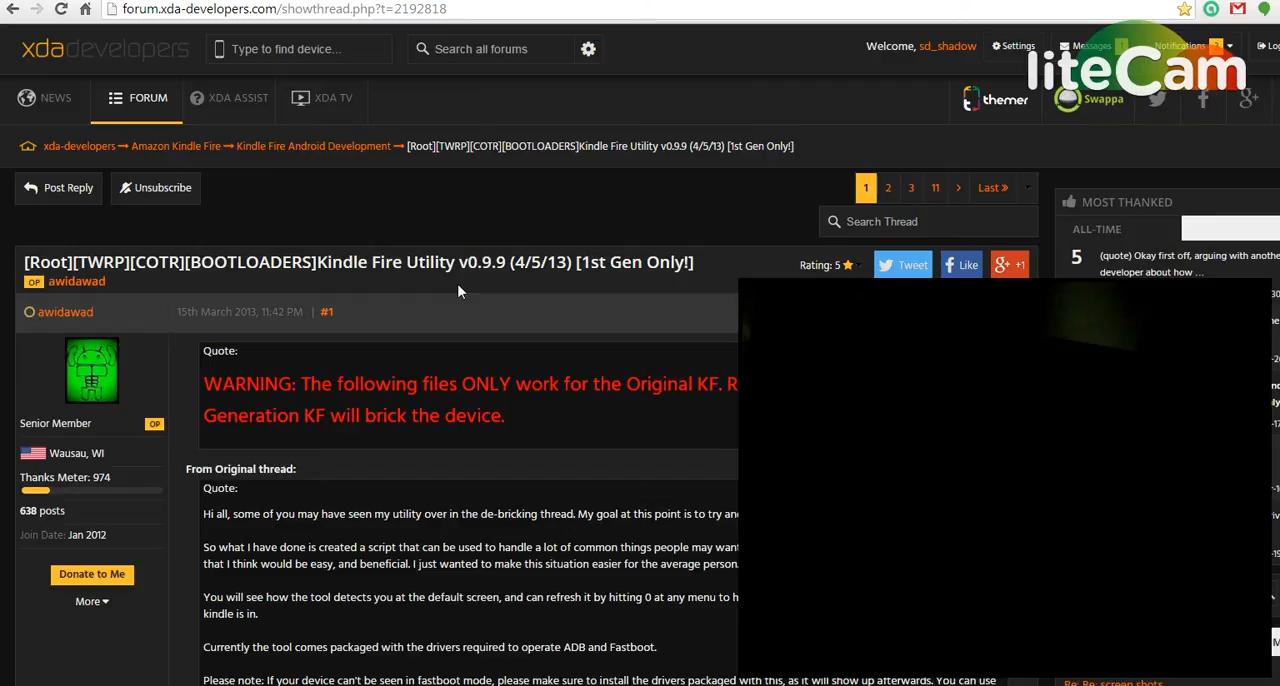 forum.xda-developers.com/showthread.php?t=2192818
xdadevelopers
Type to find device...
Search all forums
Welcome, sd_shadow
Settings
Messages
Notifications
liteCam
NEWS
FORUM
XDA ASSIST
XDA TV
themer
Swappa
xda-developers → Amazon Kindle Fire → Kindle Fire Android Development → [Root][TWRP][COTR][BOOTLOADERS]Kindle Fire Utility v0.9.9 (4/5/13) [1st Gen Only!]
Post Reply
Unsubscribe
1 2 3 11 > Last »
Search Thread
MOST THANKED
ALL-TIME
[Root][TWRP][COTR][BOOTLOADERS]Kindle Fire Utility v0.9.9 (4/5/13) [1st Gen Only!]
OP awidawad
Rating: 5
Tweet
Like
+1
5
(quote) Okay first off, arguing with another
developer about how ...
awidawad
15th March 2013, 11:42 PM | #1
Senior Member
OP
Wausau, WI
Thanks Meter: 974
638 posts
Join Date: Jan 2012
Donate to Me
More
Quote:
WARNING: The following files ONLY work for the Original KF. R
Generation KF will brick the device.
From Original thread:
Quote:
Hi all, some of you may have seen my utility over in the de-bricking thread. My goal at this point is to try and
So what I have done is created a script that can be used to handle a lot of common things people may want
that I think would be easy, and beneficial. I just wanted to make this situation easier for the average person.
You will see how the tool detects you at the default screen, and can refresh it by hitting 0 at any menu to h
kindle is in.
Currently the tool comes packaged with the drivers required to operate ADB and Fastboot.
Please note: If your device can't be seen in fastboot mode, please make sure to install the drivers packaged with this, as it will show up afterwards. You can use
Re: Re: screen shots